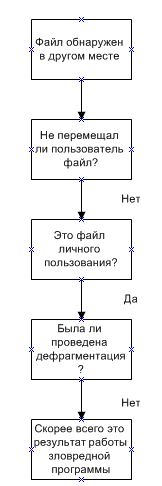 Файл обнаружен
в другом месте
Не перемещал
ли пользователь
файл?
Нет
Это файл
личного
пользования?
Да
Была ли
проведена
дефрагментация
?
Нет
Скорее всего это
результат работы
зловредной
программы